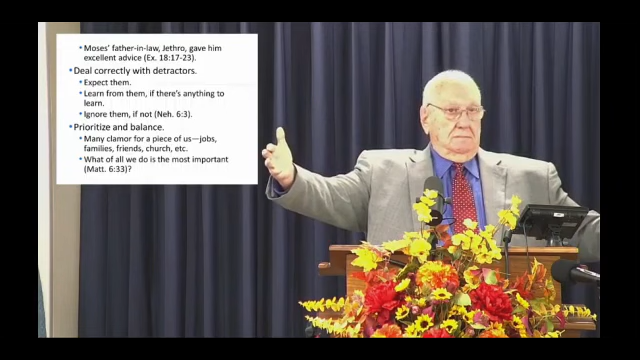 • Moses' father-in-law, Jethro, gave him
excellent advice (Ex. 18:17-23).
• Deal correctly with detractors.
• Expect them.
• Learn from them, if there's anything to
learn.
• Ignore them, if not (Neh. 6:3).
• Prioritize and balance.
• Many clamor for a piece of us—jobs,
families, friends, church, etc.
• What of all we do is the most important
(Matt. 6:33)?